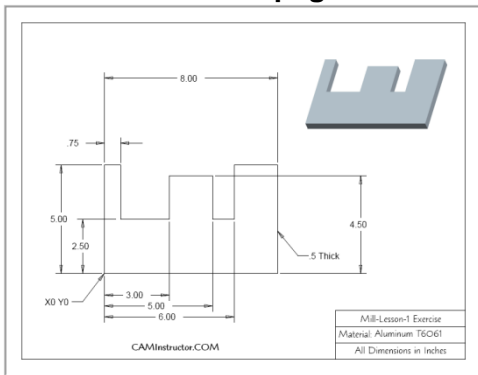 8.00
.75
5.00
2.50
4.50
.5 Thick
X0 Y0
3.00
5.00
6.00
CAMInstructor.COM
Mill-Lesson-1 Exercise
Material: Aluminum T6061
All Dimensions in Inches